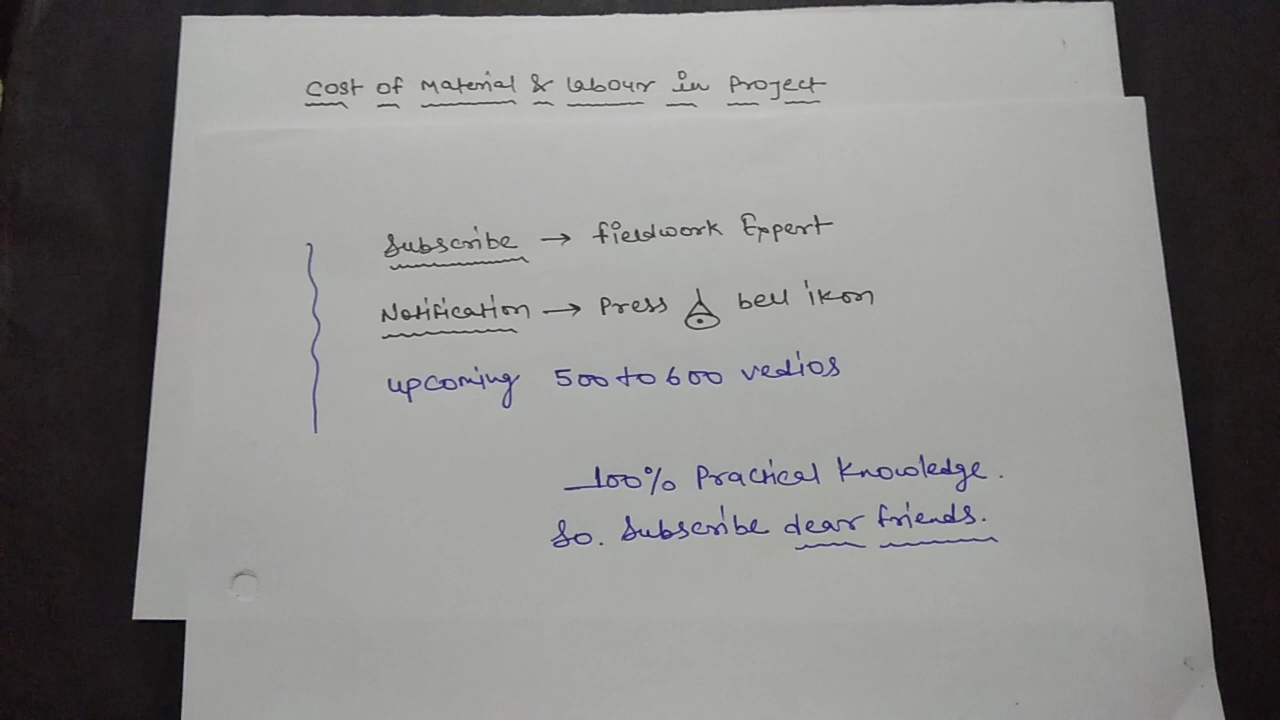 Cost of Material & Labour in Project
Subscribe → fieldwork Expert
Notification → Press bell ikon
upcoming 500 to 600 vedios
100% Practical Knowledge.
So. Subscribe dear friends.